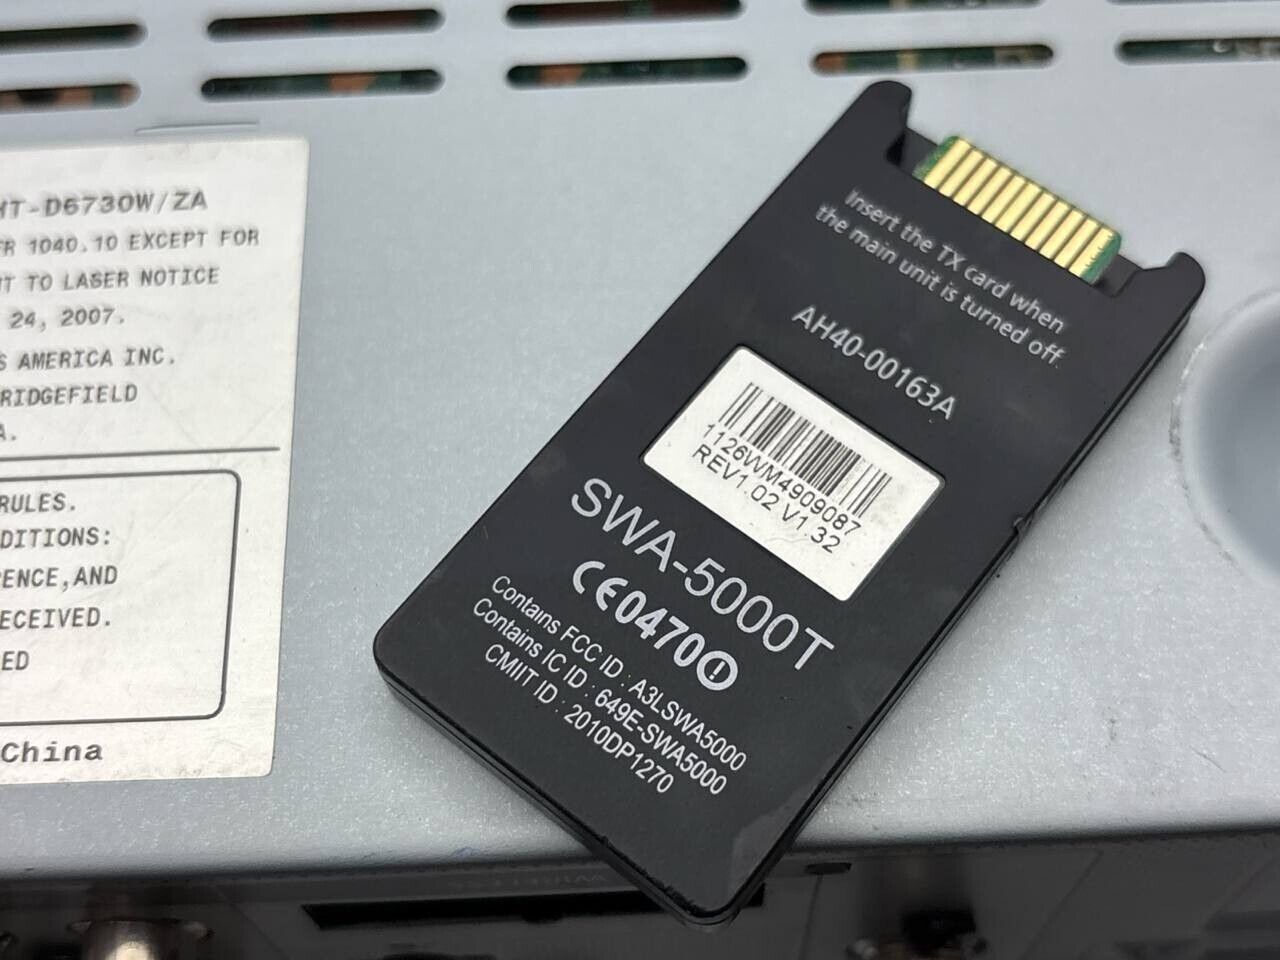 HT-D6730W/ZA
FR 1040.10 EXCEPT FOR
NT TO LASER NOTICE
24, 2007.
S AMERICA INC.
RIDGEFIELD
A.
RULES.
DITIONS:
ENCE, AND
ECEIVED.
ED
China
Insert the TX card when
the main unit is turned off.
AH40-00163A
1126WM4909087
REV1.02 V1.32
SWA-5000T
CE0470
Contains FCC ID : A3LSWA5000
Contains IC ID : 649E-SWA5000
CMIIT ID : 2010DP1270